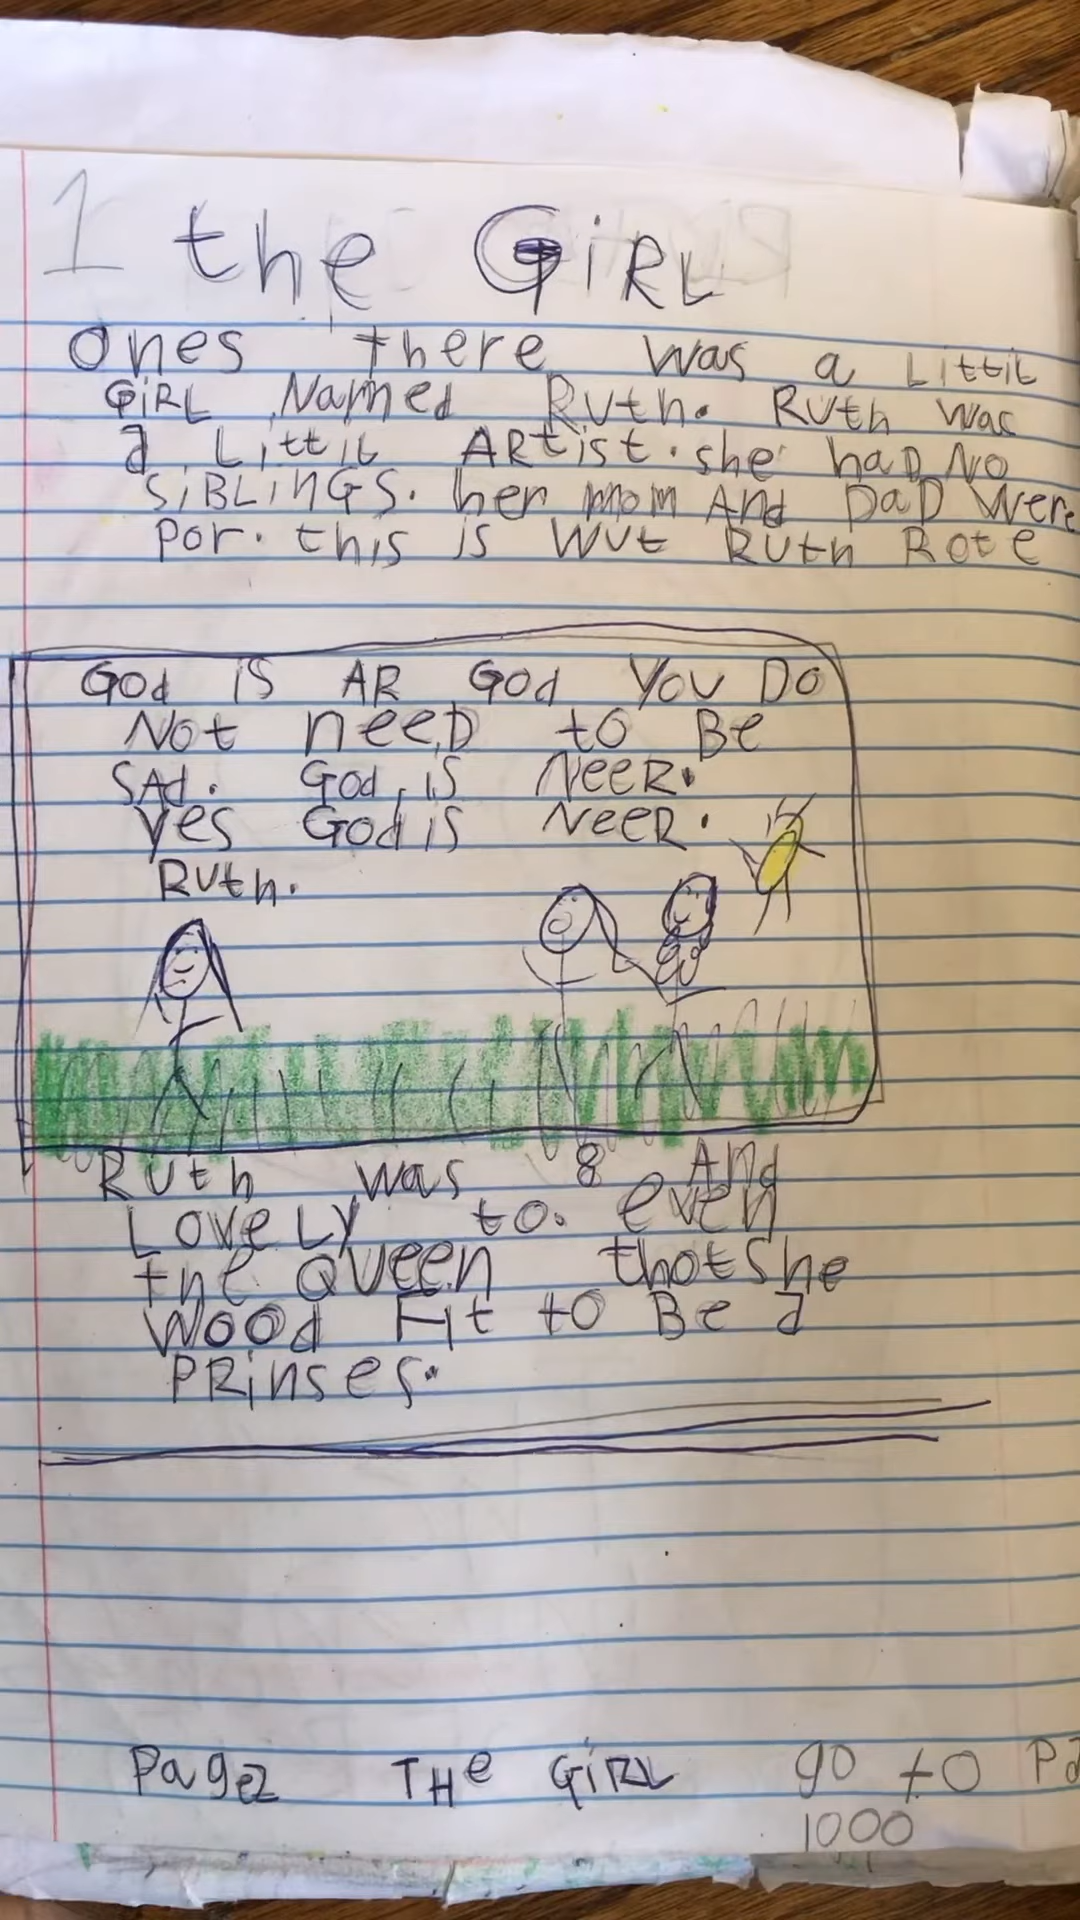 1 the GiRL
ones there was a Littil
GiRL Named Ruth. Ruth was
a Littil ARtist. she had No
SiBLiNGS. her mom And DaD were
Por. this is Wut Ruth Rote
God is AR God You Do
Not need to Be
SAd. God is NeeR.
Yes God is NeeR.
Ruth.
Ruth was 8 And
LoveLy to. even
the Queen thot she
Wood Fit to Be a
PRinses.
Page2 THe GiRL go to Pa
1000